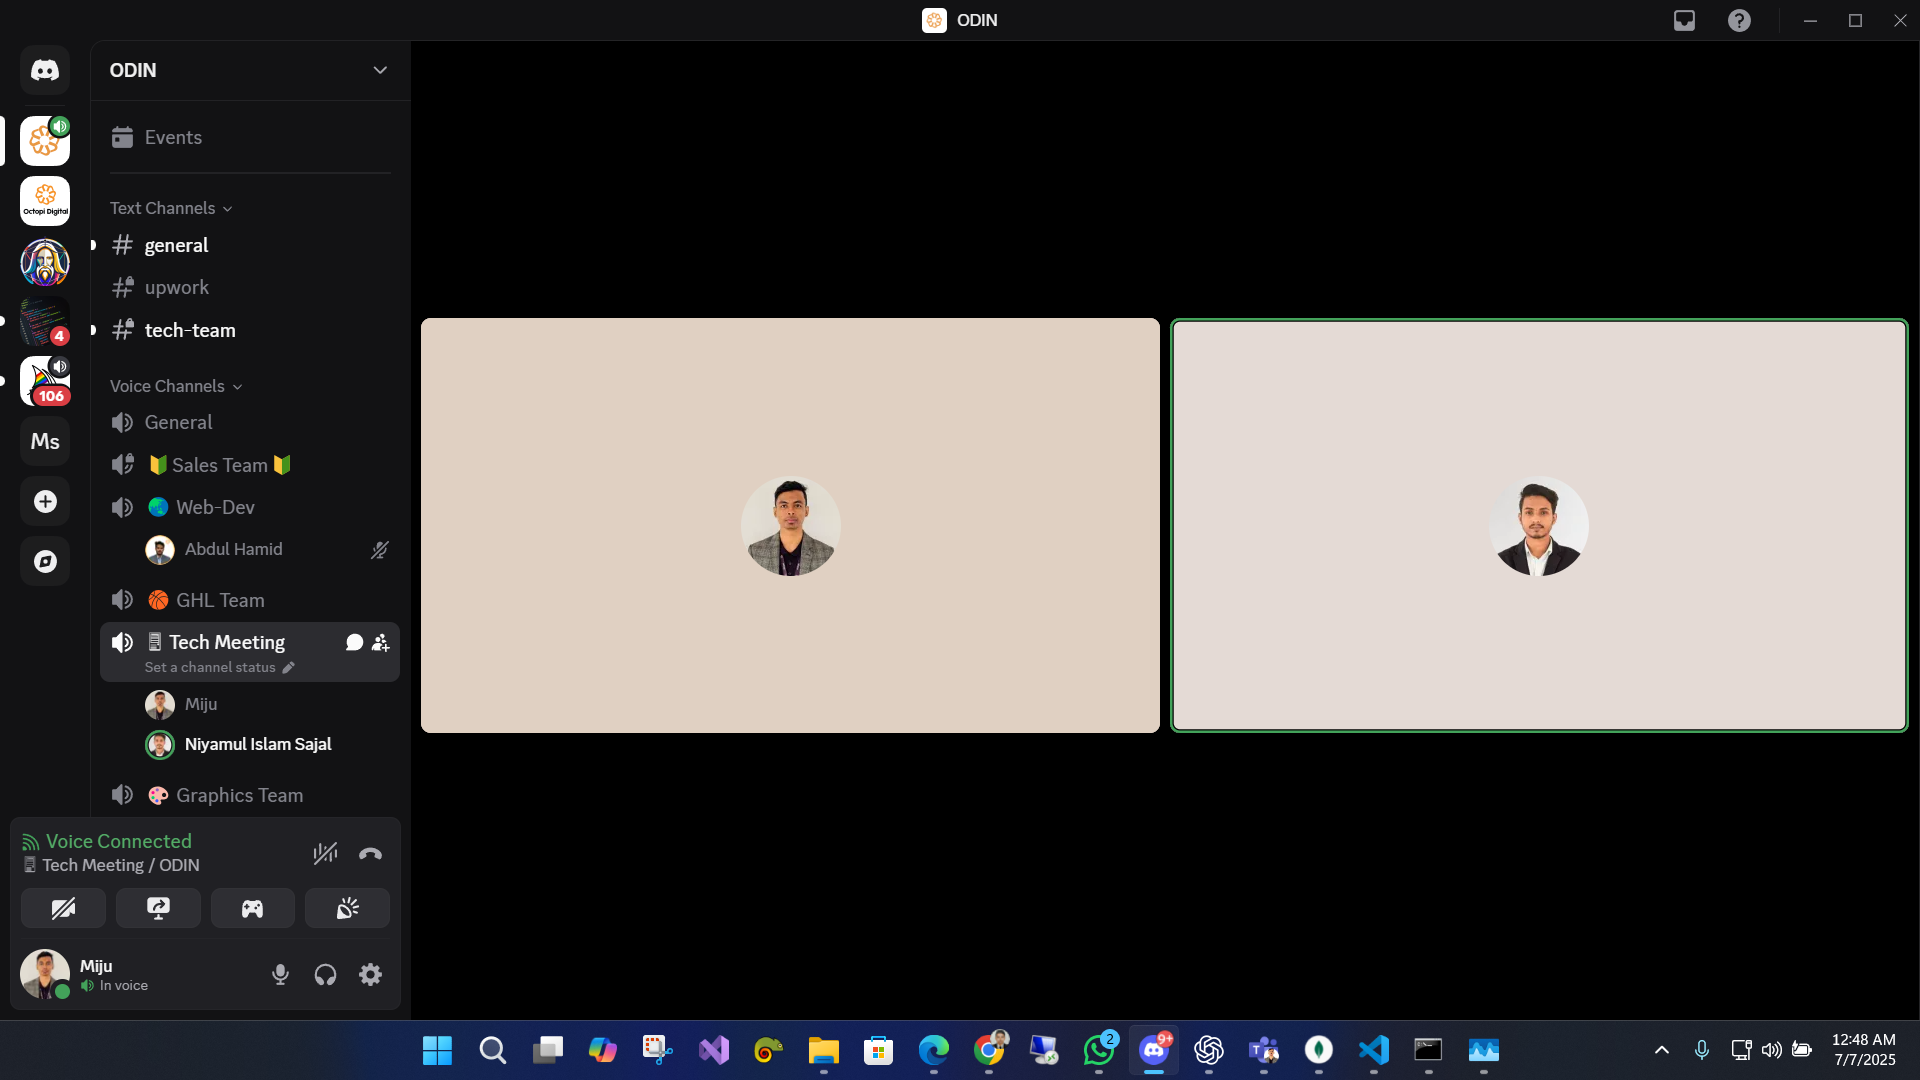 ODIN
ODIN
Events
Octopi Digital
Text Channels
general
upwork
tech-team
4
Voice Channels
106
General
Ms
Sales Team
Web-Dev
Abdul Hamid
GHL Team
Tech Meeting
Set a channel status
Miju
Niyamul Islam Sajal
Graphics Team
Voice Connected
Tech Meeting / ODIN
Miju
In voice
2
9+
12:48 AM
7/7/2025